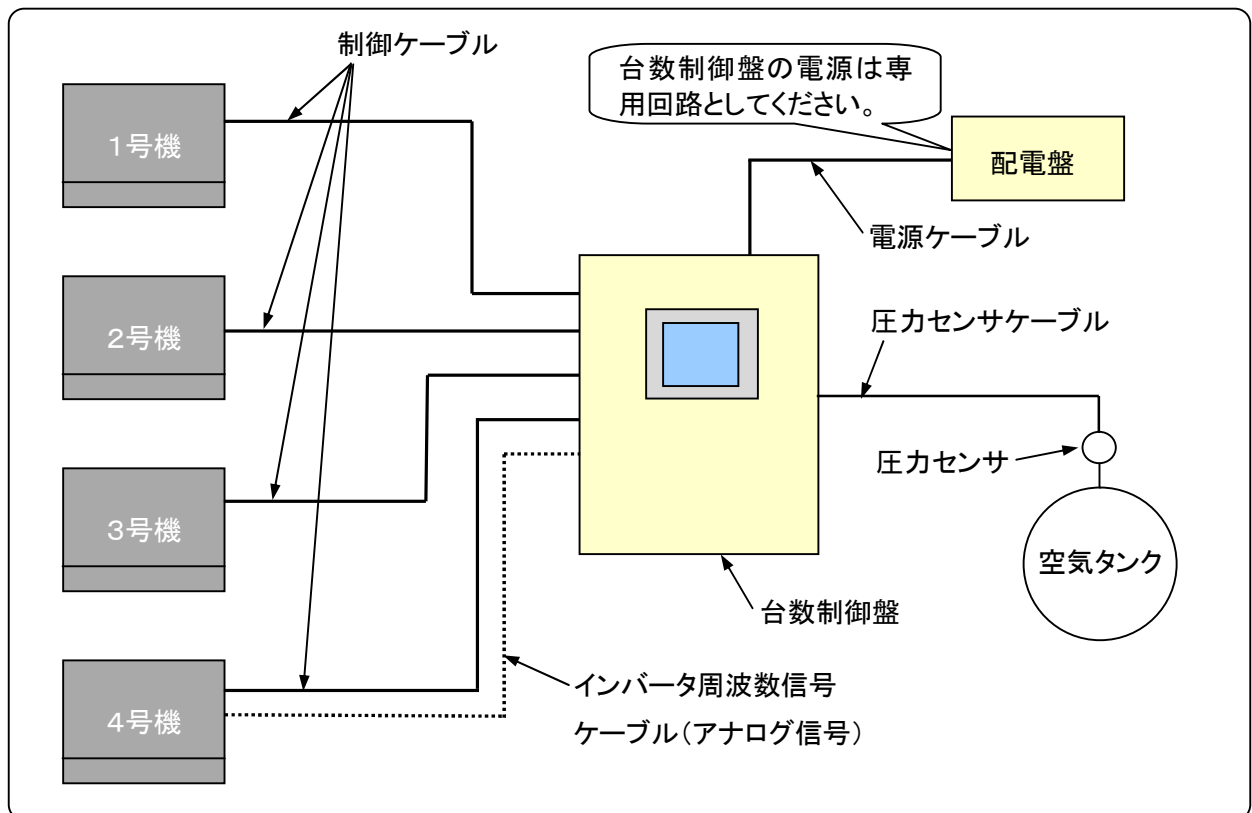 制御ケーブル
台数制御盤の電源は専
用回路としてください。
1号機
配電盤
電源ケーブル
2号機
圧力センサケーブル
圧力センサ
3号機
空気タンク
台数制御盤
インバータ周波数信号
ケーブル(アナログ信号)
4号機